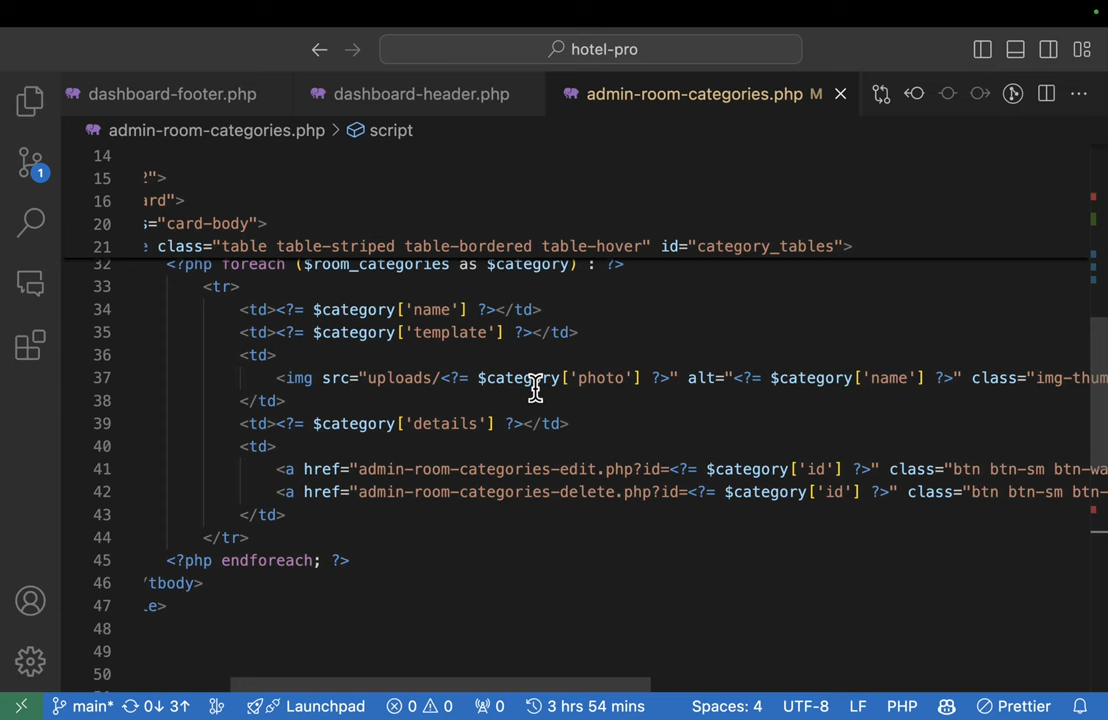 hotel-pro
dashboard-footer.php dashboard-header.php admin-room-categories.php M
admin-room-categories.php > script
14
15 2">
16 ard">
20 s="card-body">
21 e class="table table-striped table-bordered table-hover" id="category_tables">
32 <?php foreach ($room_categories as $category) : ?>
33 <tr>
34 <td><?= $category['name'] ?></td>
35 <td><?= $category['template'] ?></td>
36 <td>
37 <img src="uploads/<?= $category['photo'] ?>" alt="<?= $category['name'] ?>" class="img-thum
38 </td>
39 <td><?= $category['details'] ?></td>
40 <td>
41 <a href="admin-room-categories-edit.php?id=<?= $category['id'] ?>" class="btn btn-sm btn-wa
42 <a href="admin-room-categories-delete.php?id=<?= $category['id'] ?>" class="btn btn-sm btn-
43 </td>
44 </tr>
45 <?php endforeach; ?>
46 /tbody>
47 le>
48
49
50
1
main* 0↓ 3↑ Launchpad 0 0 0 3 hrs 54 mins Spaces: 4 UTF-8 LF PHP Prettier